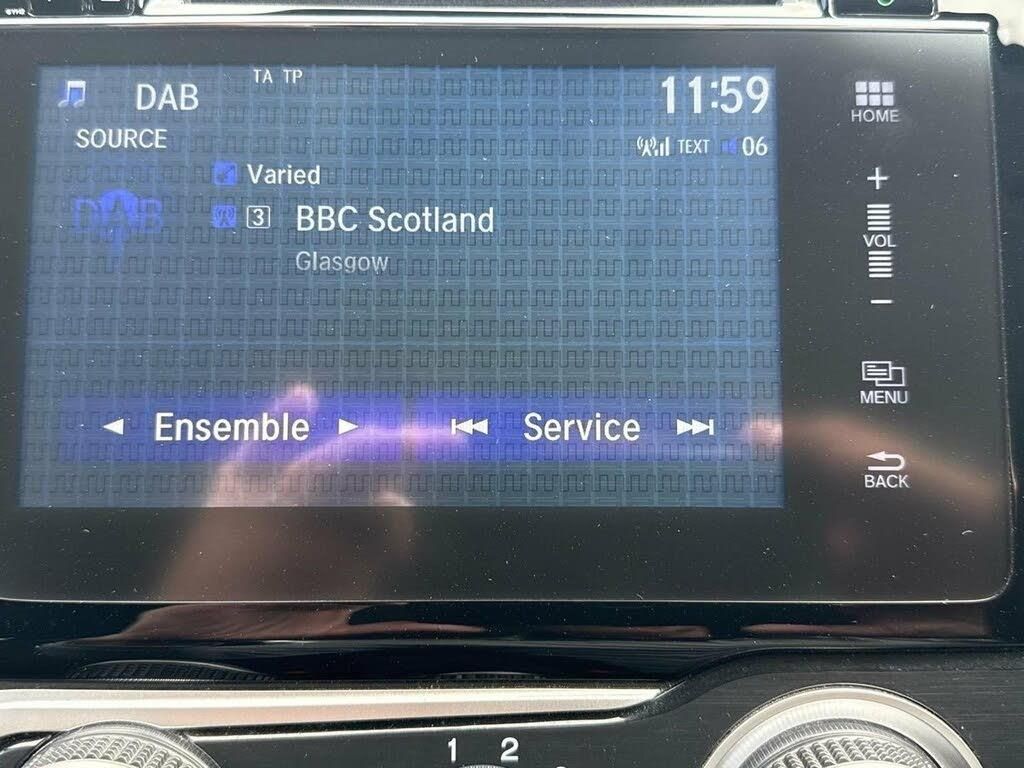 TA TP
DAB
11:59
SOURCE
TEXT 06
Varied
DAB
3 BBC Scotland
Glasgow
Ensemble
Service
HOME
+
VOL
−
MENU
BACK
1 2